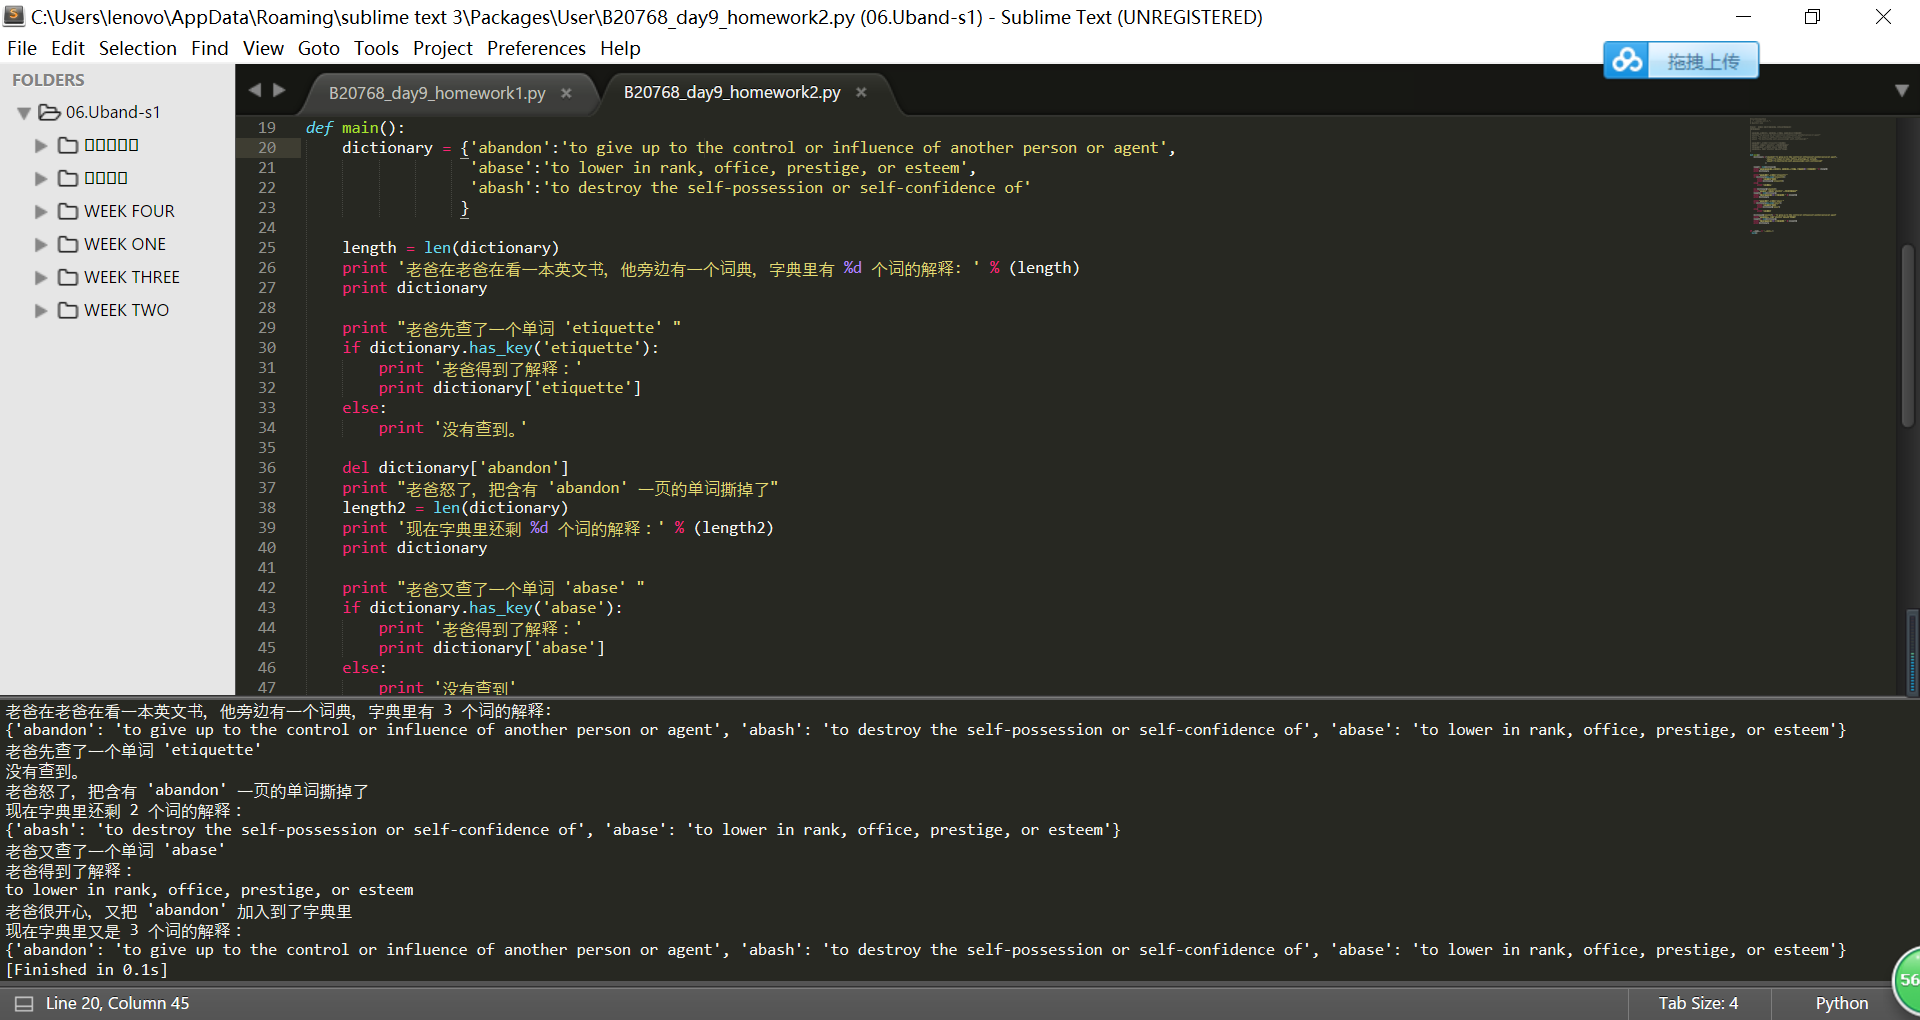 C:\Users\lenovo\AppData\Roaming\sublime text 3\Packages\User\B20768_day9_homework2.py (06.Uband-s1) - Sublime Text (UNREGISTERED)
File Edit Selection Find View Goto Tools Project Preferences Help
拖拽上传
FOLDERS
06.Uband-s1
WEEK FOUR
WEEK ONE
WEEK THREE
WEEK TWO
B20768_day9_homework1.py
B20768_day9_homework2.py
19 def main():
20 dictionary = {'abandon':'to give up to the control or influence of another person or agent',
21 'abase':'to lower in rank, office, prestige, or esteem',
22 'abash':'to destroy the self-possession or self-confidence of'
23 }
24
25 length = len(dictionary)
26 print '老爸在老爸在看一本英文书, 他旁边有一个词典, 字典里有 %d 个词的解释: ' % (length)
27 print dictionary
28
29 print "老爸先查了一个单词 'etiquette' "
30 if dictionary.has_key('etiquette'):
31 print '老爸得到了解释：'
32 print dictionary['etiquette']
33 else:
34 print '没有查到。'
35
36 del dictionary['abandon']
37 print "老爸怒了, 把含有 'abandon' 一页的单词撕掉了"
38 length2 = len(dictionary)
39 print '现在字典里还剩 %d 个词的解释：' % (length2)
40 print dictionary
41
42 print "老爸又查了一个单词 'abase' "
43 if dictionary.has_key('abase'):
44 print '老爸得到了解释：'
45 print dictionary['abase']
46 else:
47 print '没有查到'
老爸在老爸在看一本英文书, 他旁边有一个词典, 字典里有 3 个词的解释:
{'abandon': 'to give up to the control or influence of another person or agent', 'abash': 'to destroy the self-possession or self-confidence of', 'abase': 'to lower in rank, office, prestige, or esteem'}
老爸先查了一个单词 'etiquette'
没有查到。
老爸怒了, 把含有 'abandon' 一页的单词撕掉了
现在字典里还剩 2 个词的解释：
{'abash': 'to destroy the self-possession or self-confidence of', 'abase': 'to lower in rank, office, prestige, or esteem'}
老爸又查了一个单词 'abase'
老爸得到了解释：
to lower in rank, office, prestige, or esteem
老爸很开心, 又把 'abandon' 加入到了字典里
现在字典里又是 3 个词的解释：
{'abandon': 'to give up to the control or influence of another person or agent', 'abash': 'to destroy the self-possession or self-confidence of', 'abase': 'to lower in rank, office, prestige, or esteem'}
[Finished in 0.1s]
56
Line 20, Column 45
Tab Size: 4
Python